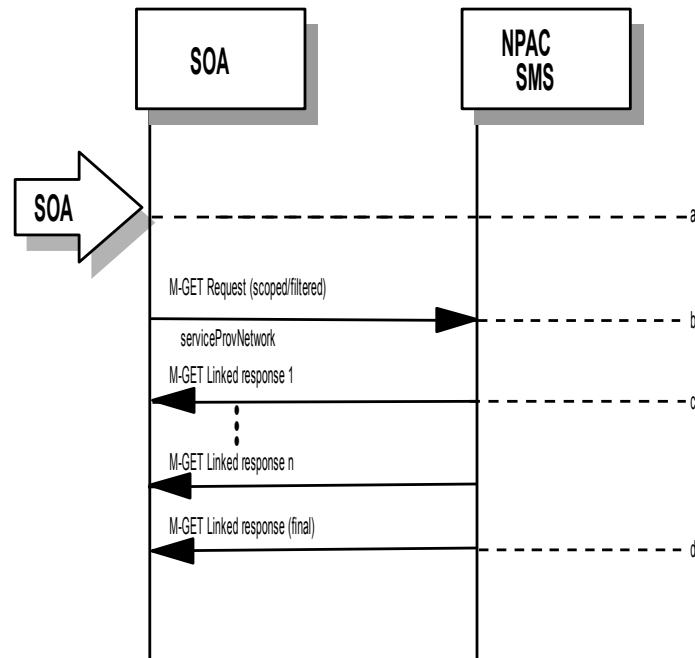 SOA
NPAC
SMS
SOA
a
M-GET Request (scoped/filtered)
b
serviceProvNetwork
M-GET Linked response 1
c
M-GET Linked response n
M-GET Linked response (final)
d